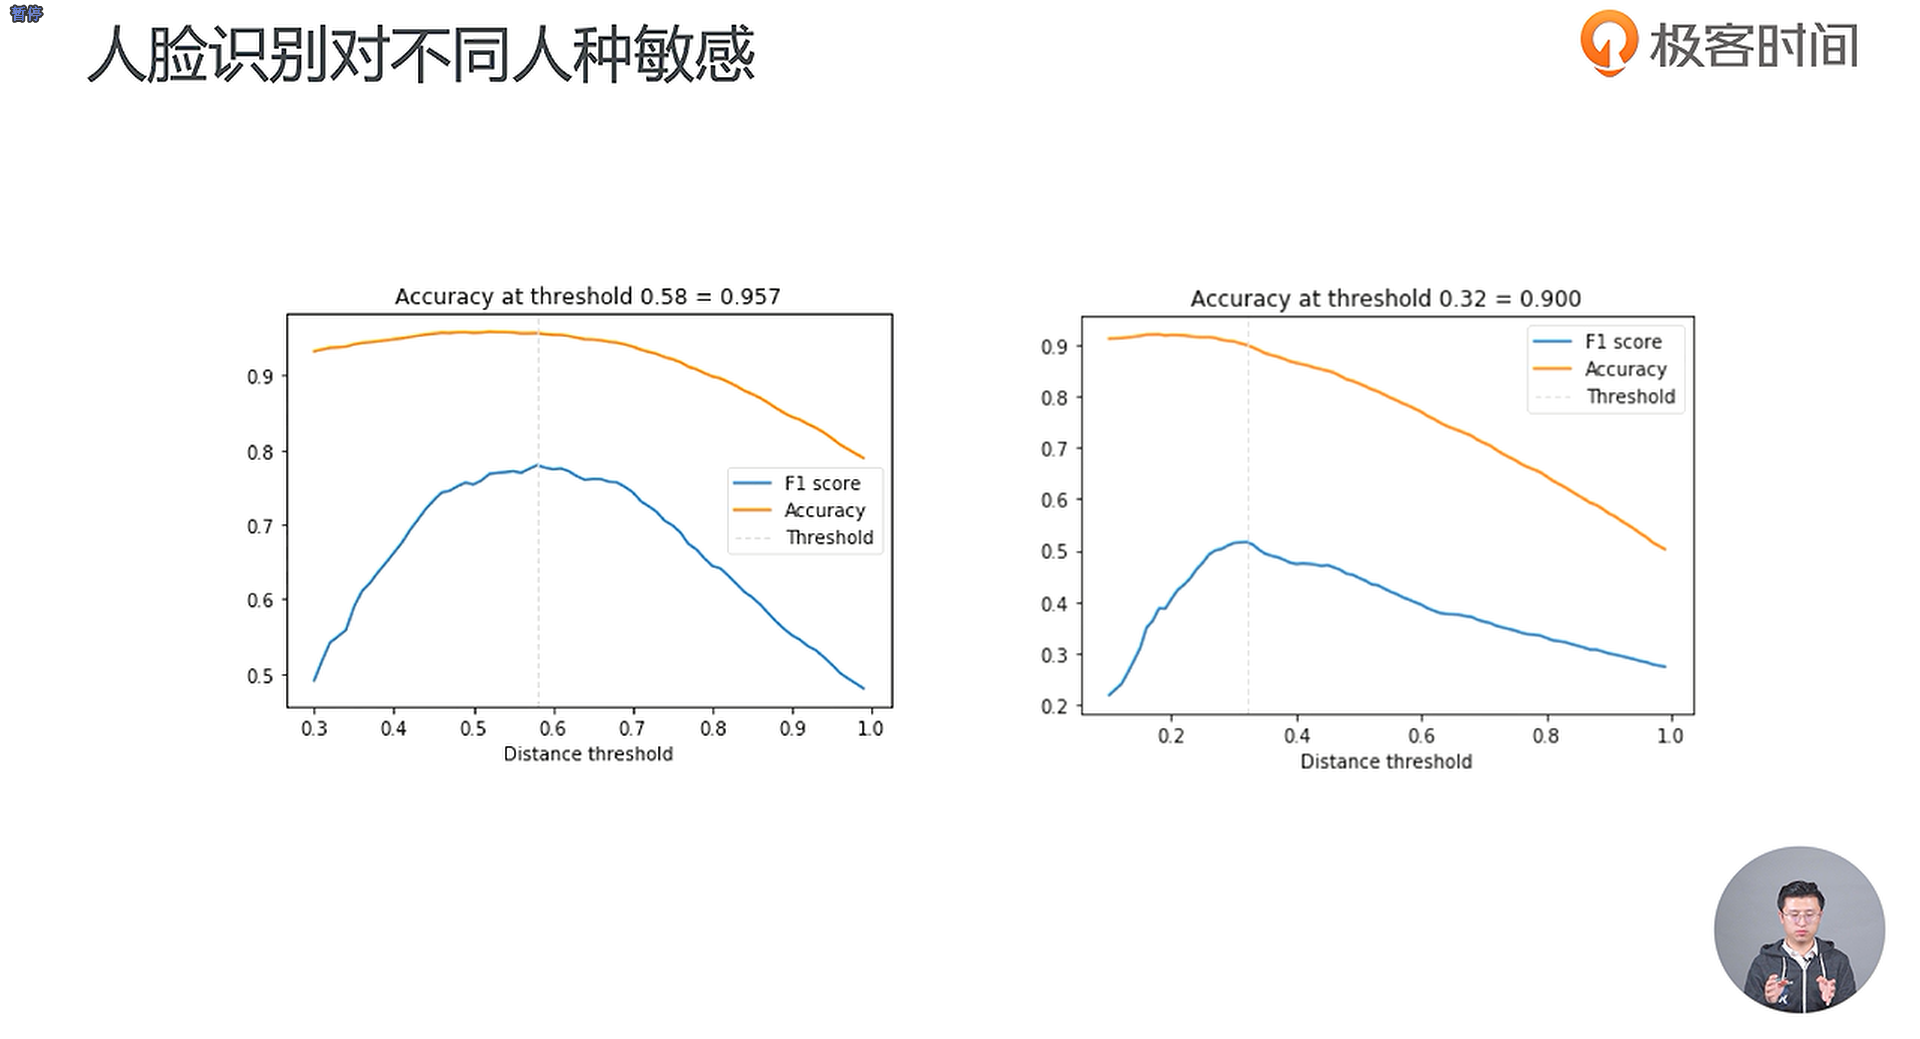 暂停
人脸识别对不同人种敏感
极客时间
Accuracy at threshold 0.58 = 0.957
0.9
0.8
0.7
0.6
0.5
F1 score
Accuracy
Threshold
0.3 0.4 0.5 0.6 0.7 0.8 0.9 1.0
Distance threshold
Accuracy at threshold 0.32 = 0.900
0.9
0.8
0.7
0.6
0.5
0.4
0.3
0.2
F1 score
Accuracy
Threshold
0.2 0.4 0.6 0.8 1.0
Distance threshold